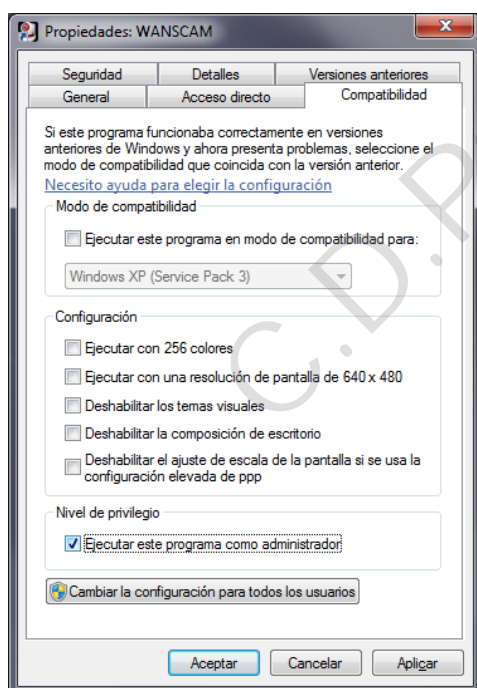 Propiedades: WANSCAM
Seguridad Detalles Versiones anteriores
General Acceso directo Compatibilidad
Si este programa funcionaba correctamente en versiones
anteriores de Windows y ahora presenta problemas, seleccione el
modo de compatibilidad que coincida con la versión anterior.
Necesito ayuda para elegir la configuración
Modo de compatibilidad
Ejecutar este programa en modo de compatibilidad para:
Windows XP (Service Pack 3)
Configuración
Ejecutar con 256 colores
Ejecutar con una resolución de pantalla de 640 x 480
Deshabilitar los temas visuales
Deshabilitar la composición de escritorio
Deshabilitar el ajuste de escala de la pantalla si se usa la
configuración elevada de ppp
Nivel de privilegio
Ejecutar este programa como administrador
Cambiar la configuración para todos los usuarios
Aceptar Cancelar Aplicar
C.D.P